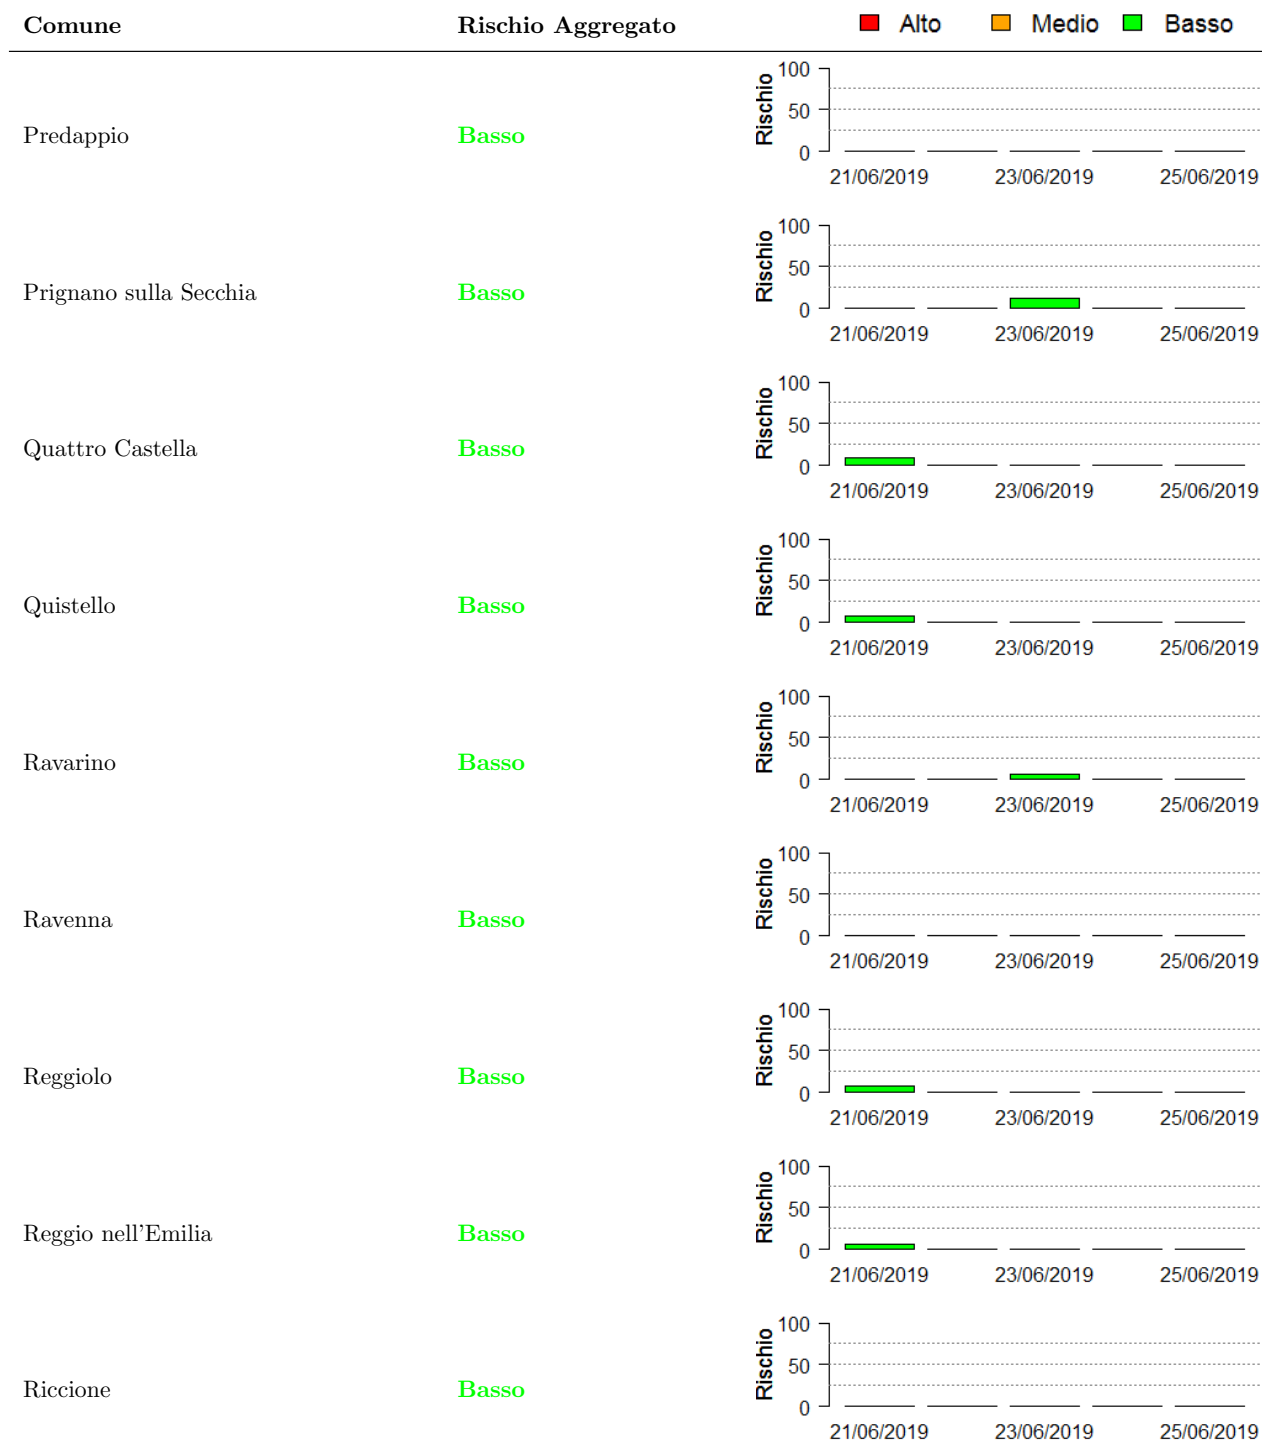 Comune Rischio Aggregato Alto Medio Basso
Predappio Basso
Rischio
100
50
0
21/06/2019 23/06/2019 25/06/2019
Prignano sulla Secchia Basso
Rischio
100
50
0
21/06/2019 23/06/2019 25/06/2019
Quattro Castella Basso
Rischio
100
50
0
21/06/2019 23/06/2019 25/06/2019
Quistello Basso
Rischio
100
50
0
21/06/2019 23/06/2019 25/06/2019
Ravarino Basso
Rischio
100
50
0
21/06/2019 23/06/2019 25/06/2019
Ravenna Basso
Rischio
100
50
0
21/06/2019 23/06/2019 25/06/2019
Reggiolo Basso
Rischio
100
50
0
21/06/2019 23/06/2019 25/06/2019
Reggio nell'Emilia Basso
Rischio
100
50
0
21/06/2019 23/06/2019 25/06/2019
Riccione Basso
Rischio
100
50
0
21/06/2019 23/06/2019 25/06/2019